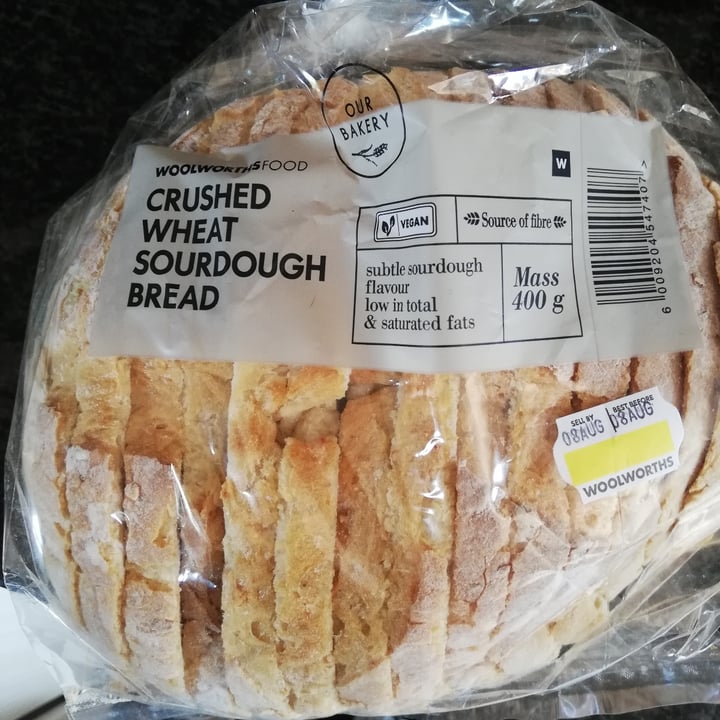 OUR
BAKERY
WOOLWORTHSFOOD
CRUSHED
WHEAT
SOURDOUGH
BREAD
W
VEGAN
Source of fibre
subtle sourdough
flavour
low in total
& saturated fats
Mass
400 g
6009204547407
SELL BY
08AUG
BEST BEFORE
08AUG
WOOLWORTHS